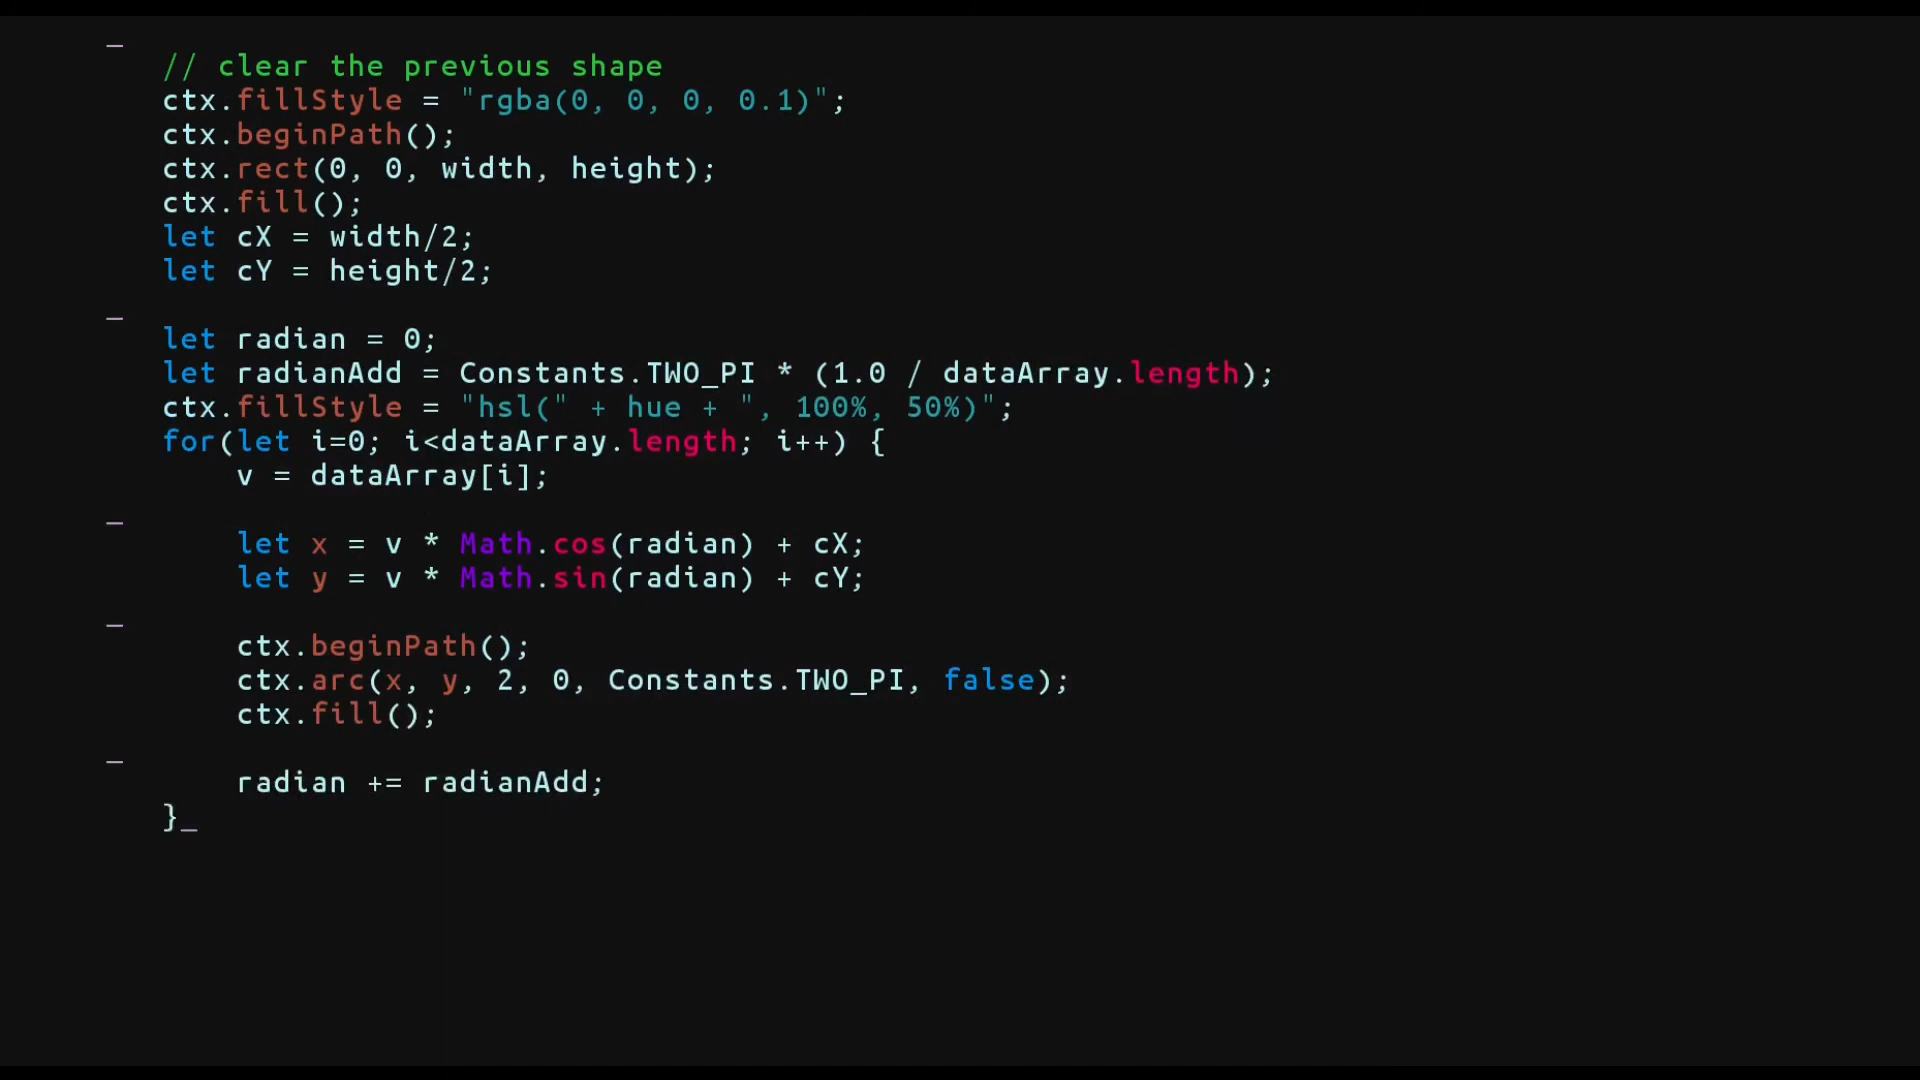 // clear the previous shape
ctx.fillStyle = "rgba(0, 0, 0, 0.1)";
ctx.beginPath();
ctx.rect(0, 0, width, height);
ctx.fill();
let cX = width/2;
let cY = height/2;
let radian = 0;
let radianAdd = Constants.TWO_PI * (1.0 / dataArray.length);
ctx.fillStyle = "hsl(" + hue + ", 100%, 50%)";
for(let i=0; i<dataArray.length; i++) {
v = dataArray[i];
let x = v * Math.cos(radian) + cX;
let y = v * Math.sin(radian) + cY;
ctx.beginPath();
ctx.arc(x, y, 2, 0, Constants.TWO_PI, false);
ctx.fill();
radian += radianAdd;
}_